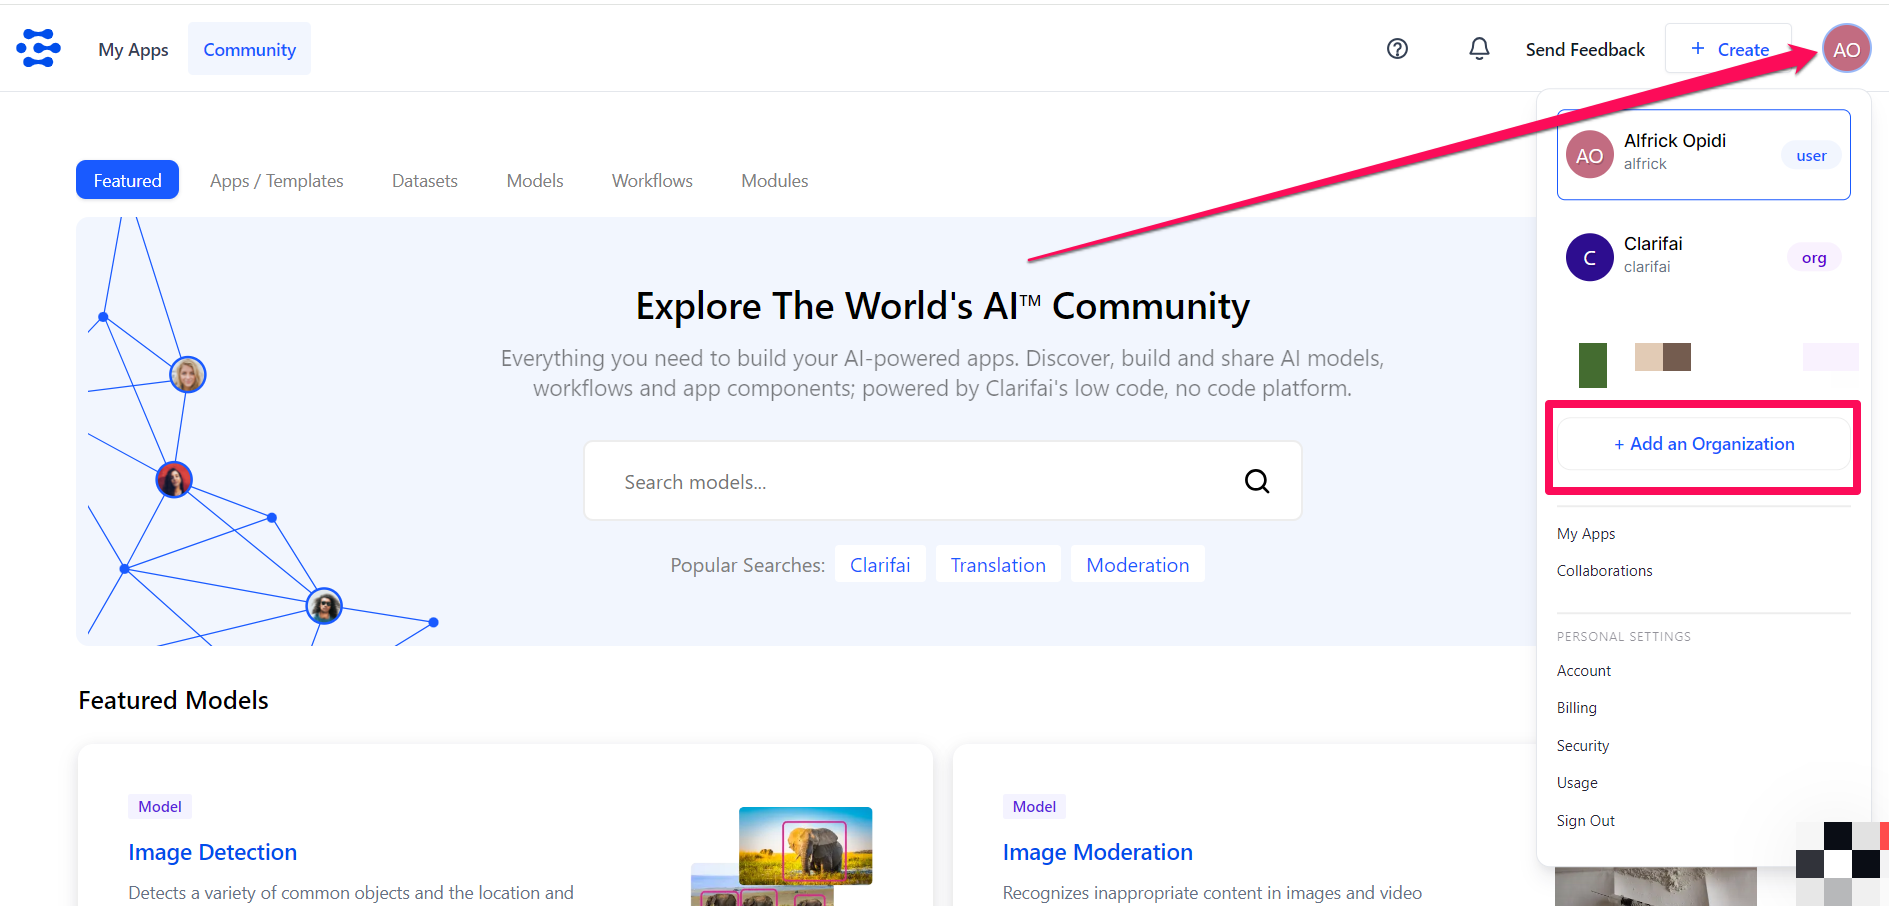 My Apps
Community
Send Feedback
+ Create
AO
Featured
Apps / Templates
Datasets
Models
Workflows
Modules
Explore The World's AI™ Community
Everything you need to build your AI-powered apps. Discover, build and share AI models,
workflows and app components; powered by Clarifai's low code, no code platform.
Search models...
Popular Searches:
Clarifai
Translation
Moderation
AO
Alfrick Opidi
alfrick
user
C
Clarifai
clarifai
org
+ Add an Organization
My Apps
Collaborations
PERSONAL SETTINGS
Account
Billing
Security
Usage
Sign Out
Featured Models
Model
Image Detection
Detects a variety of common objects and the location and
Model
Image Moderation
Recognizes inappropriate content in images and video